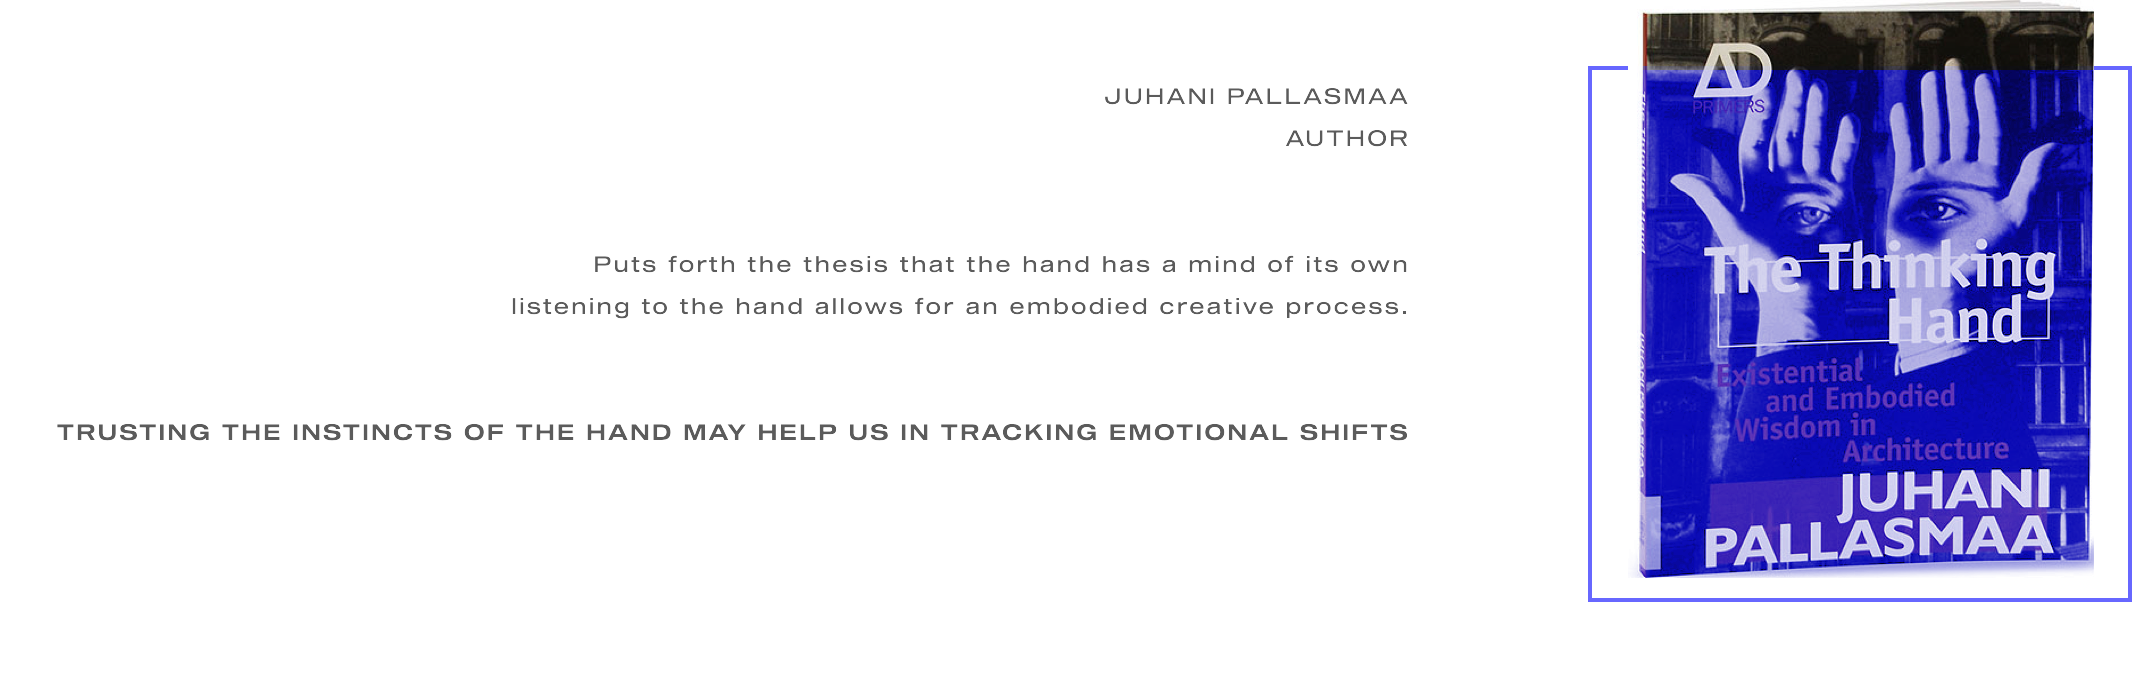 JUHANI PALLASMAA
AUTHOR
Puts forth the thesis that the hand has a mind of its own
listening to the hand allows for an embodied creative process.
TRUSTING THE INSTINCTS OF THE HAND MAY HELP US IN TRACKING EMOTIONAL SHIFTS
AD
PRIMERS
The Thinking
Hand
Existential
and Embodied
Wisdom in
Architecture
JUHANI
PALLASMAA